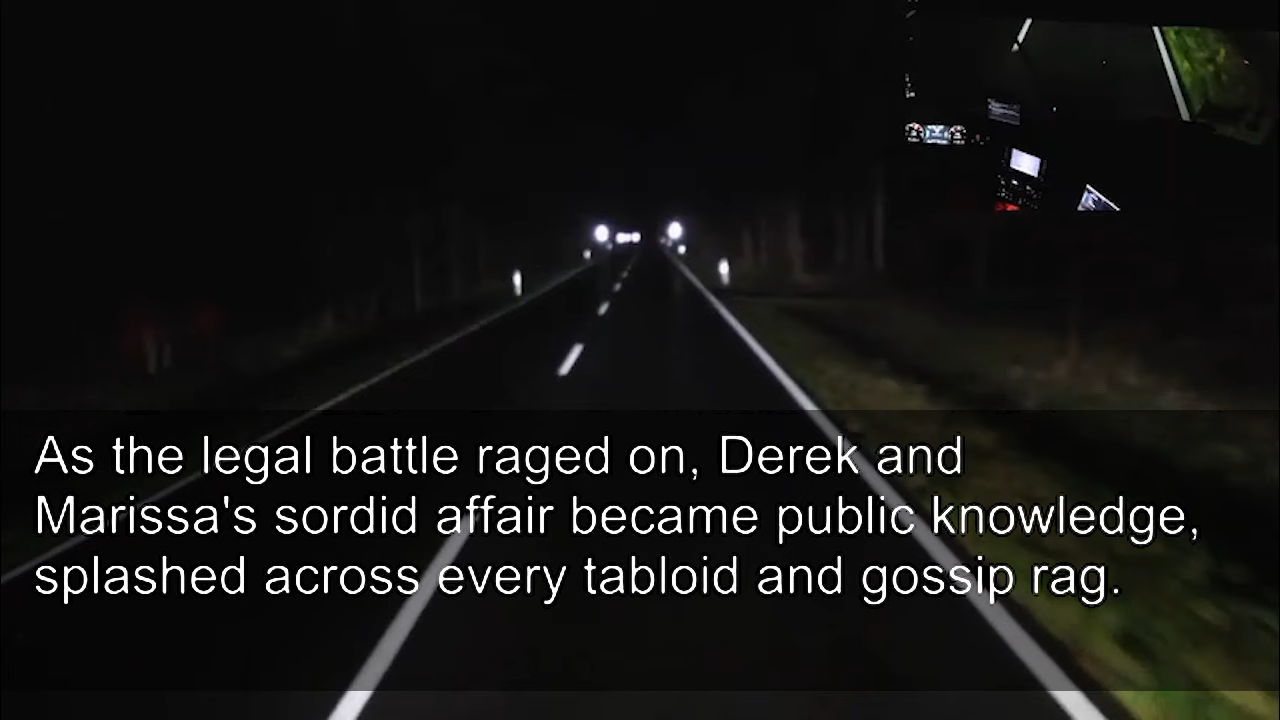 As the legal battle raged on, Derek and
Marissa's sordid affair became public knowledge,
splashed across every tabloid and gossip rag.